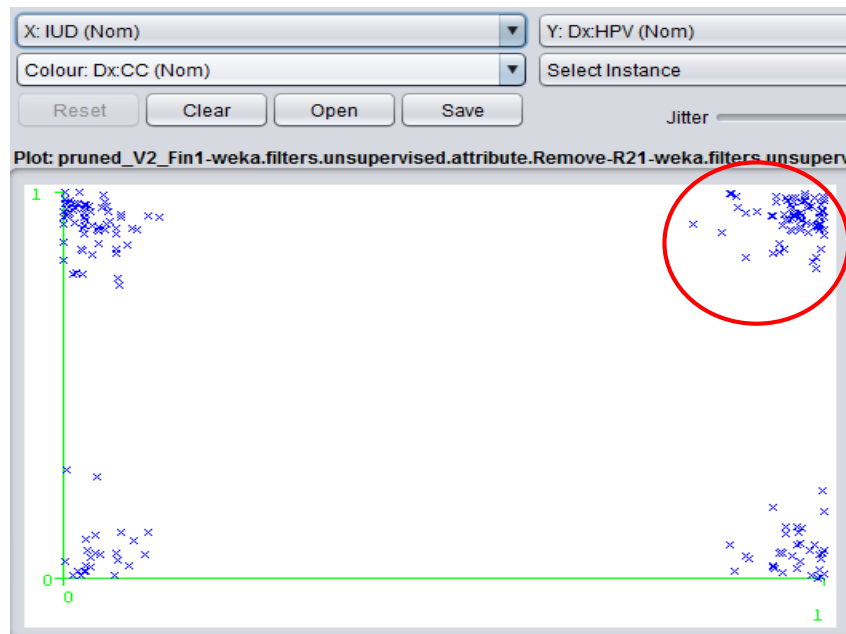 X: IUD (Nom) Y: Dx:HPV (Nom)
Colour: Dx:CC (Nom) Select Instance
Reset Clear Open Save Jitter
Plot: pruned_V2_Fin1-weka.filters.unsupervised.attribute.Remove-R21-weka.filters.unsuperv
1
0
0
1